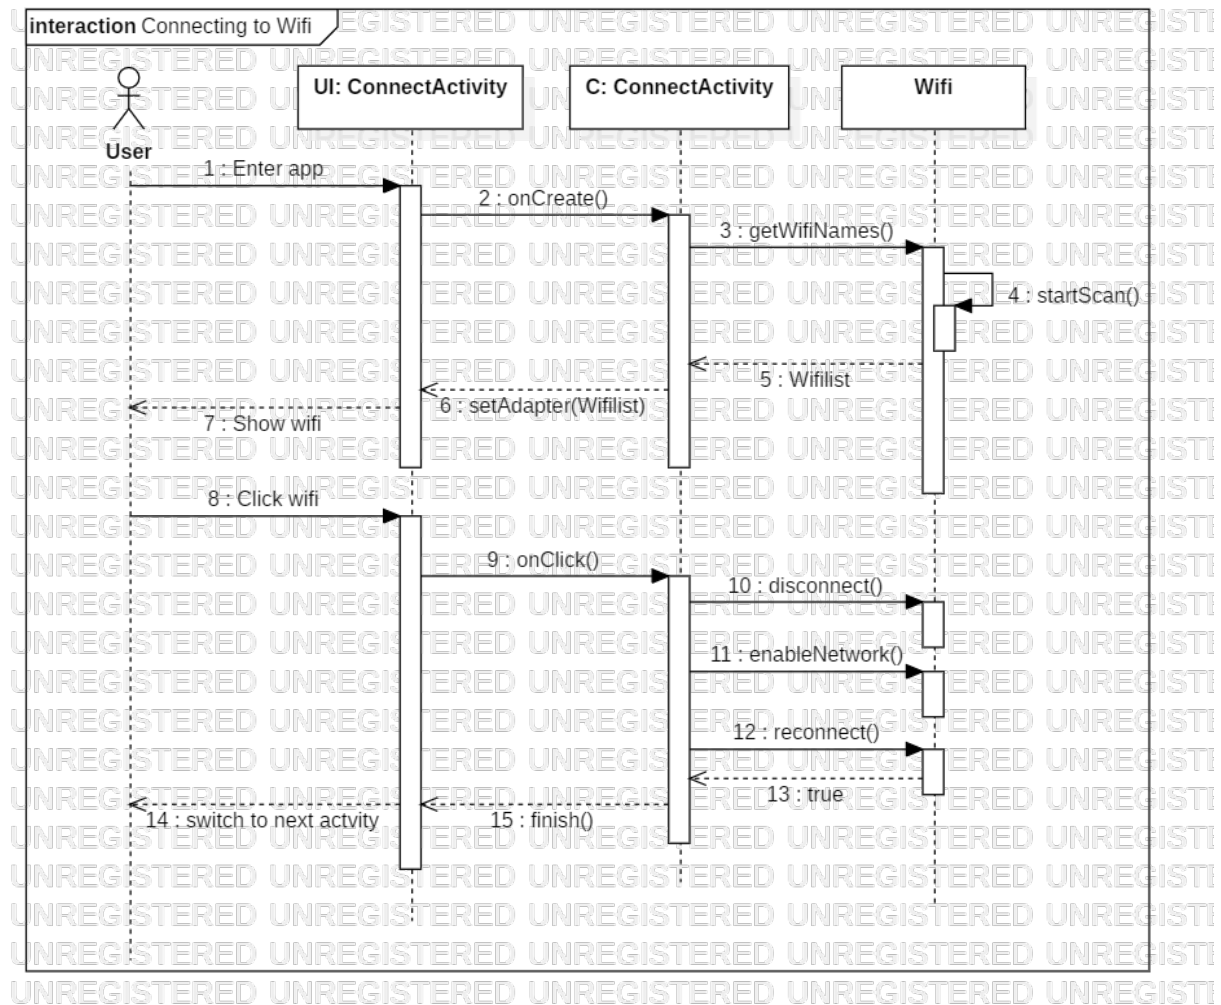 interaction Connecting to Wifi
UI: ConnectActivity
C: ConnectActivity
Wifi
User
1 : Enter app
2 : onCreate()
3 : getWifiNames()
4 : startScan()
5 : Wifilist
6 : setAdapter(Wifilist)
7 : Show wifi
8 : Click wifi
9 : onClick()
10 : disconnect()
11 : enableNetwork()
12 : reconnect()
13 : true
14 : switch to next actvity
15 : finish()
UNREGISTERED